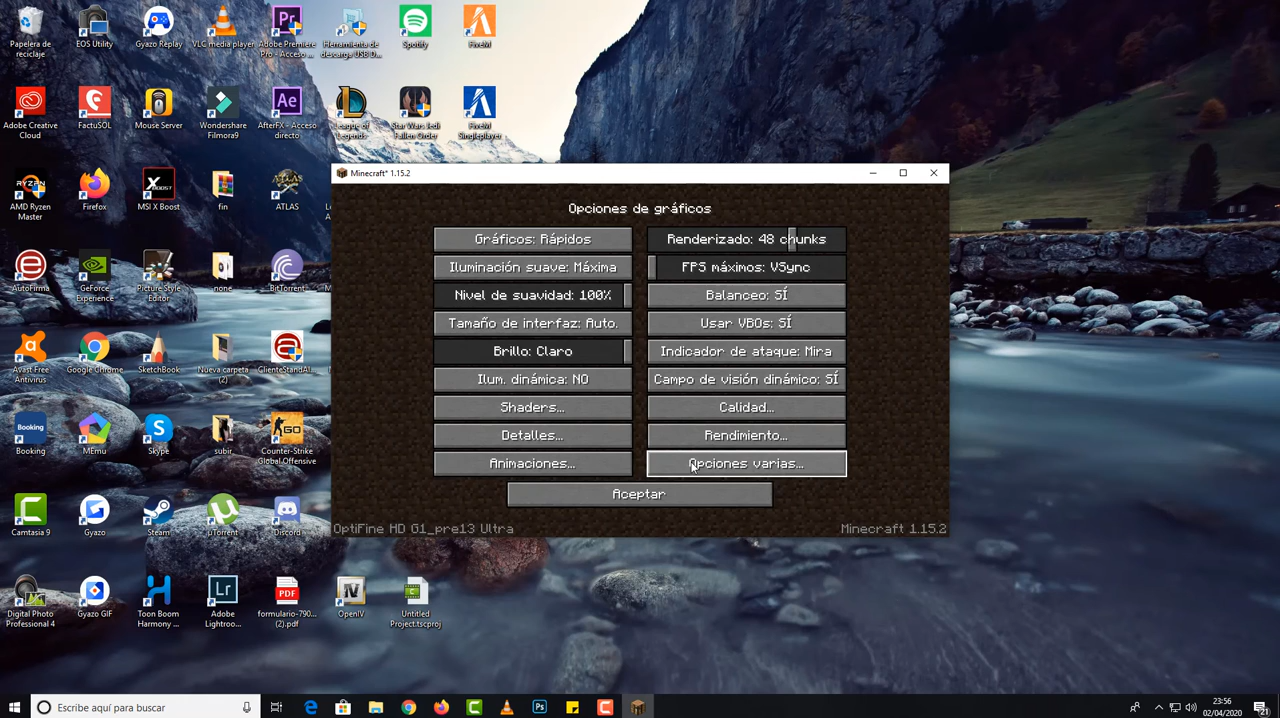 Papelera de
reciclaje
EOS Utility
Gyazo Replay
VLC media player
Adobe Premiere
Pro - Acceso ...
Herramienta de
descarga USB D...
Spotify
FiveM
Adobe Creative
Cloud
FactuSOL
Mouse Server
Wondershare
Filmora9
AfterFX - Acceso
directo
League of
Legends
Star Wars Jedi
Fallen Order
FiveM
Singleplayer
AMD Ryzen
Master
Firefox
MSI X Boost
fin
ATLAS
AutoFirma
GeForce
Experience
Picture Style
Editor
none
BitTorrent
Avast Free
Antivirus
Google Chrome
SketchBook
Nueva carpeta
(2)
ClienteStandAl...
Booking
Booking
MEmu
Skype
subir
Counter-Strike
Global Offensive
Camtasia 9
Gyazo
Steam
uTorrent
Discord
Digital Photo
Professional 4
Gyazo GIF
Toon Boom
Harmony ...
Adobe
Lightroo...
formulario-790...
(2).pdf
OpenIV
Untitled
Project.tscproj
Minecraft* 1.15.2
Opciones de gráficos
Gráficos: Rápidos
Renderizado: 48 chunks
Iluminación suave: Máxima
FPS máximos: VSync
Nivel de suavidad: 100%
Balanceo: SÍ
Tamaño de interfaz: Auto.
Usar VBOs: SÍ
Brillo: Claro
Indicador de ataque: Mira
Ilum. dinámica: NO
Campo de visión dinámico: SÍ
Shaders...
Calidad...
Detalles...
Rendimiento...
Animaciones...
Opciones varias...
Aceptar
OptiFine HD G1_pre13 Ultra
Minecraft 1.15.2
Escribe aquí para buscar
23:56
02/04/2020
21